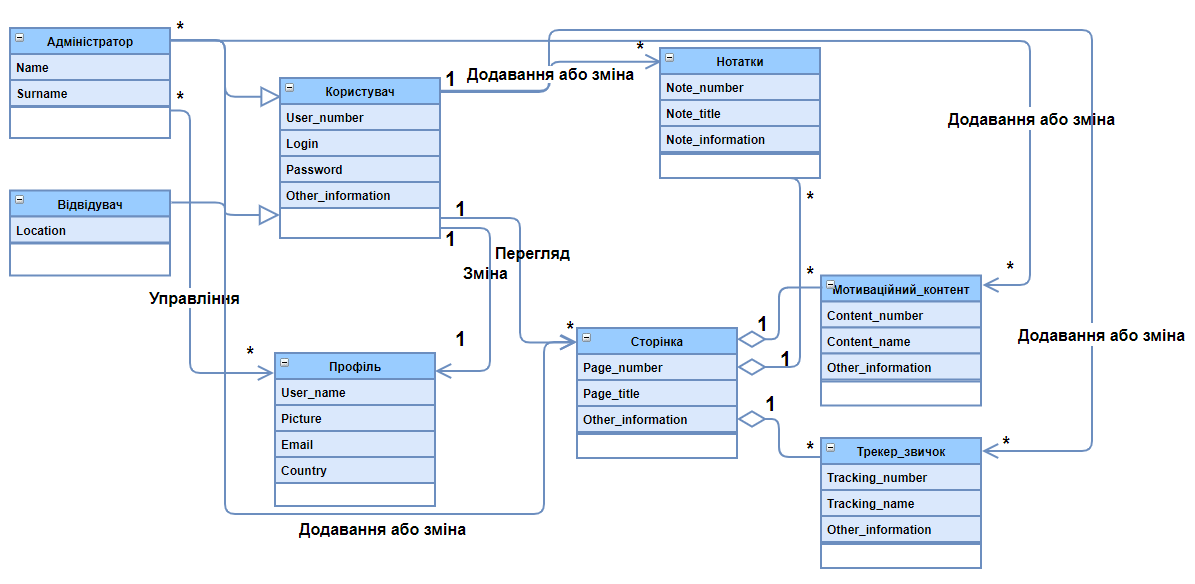 Адміністратор
Name
Surname
*
*
Користувач
User_number
Login
Password
Other_information
1
Додавання або зміна
*
Нотатки
Note_number
Note_title
Note_information
*
Додавання або зміна
Відвідувач
Location
1
1
Перегляд
Зміна
Управління
*
1
Профіль
User_name
Picture
Email
Country
*
Сторінка
Page_number
Page_title
Other_information
1
1
1
*
*
Мотиваційний_контент
Content_number
Content_name
Other_information
Додавання або зміна
*
*
Трекер_звичок
Tracking_number
Tracking_name
Other_information
Додавання або зміна